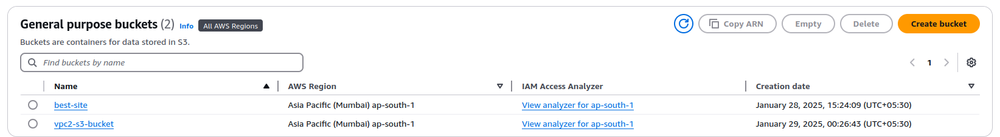 General purpose buckets (2) Info All AWS Regions
Copy ARN Empty Delete Create bucket
Buckets are containers for data stored in S3.
Find buckets by name
1
Name AWS Region IAM Access Analyzer Creation date
best-site Asia Pacific (Mumbai) ap-south-1 View analyzer for ap-south-1 January 28, 2025, 15:24:09 (UTC+05:30)
vpc2-s3-bucket Asia Pacific (Mumbai) ap-south-1 View analyzer for ap-south-1 January 29, 2025, 00:26:43 (UTC+05:30)